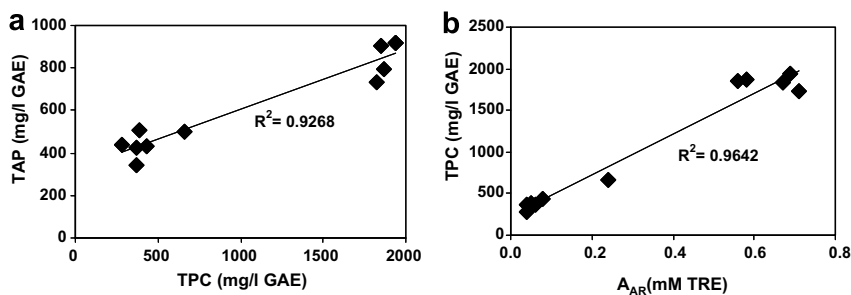 a
1000
800
600
400
200
0
TAP (mg/l GAE)
R²= 0.9268
0
500
1000
1500
2000
TPC (mg/l GAE)
b
2500
2000
1500
1000
500
0
TPC (mg/l GAE)
R²= 0.9642
0.0
0.2
0.4
0.6
0.8
A_AR(mM TRE)